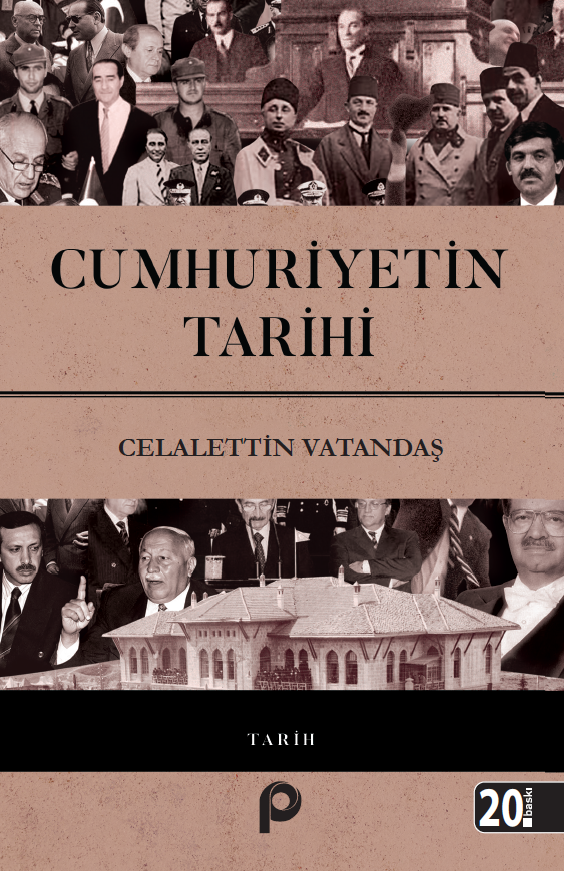 CUMHURİYETİN
TARİHİ
CELALETTİN VATANDAŞ
TARİH
20.
baskı